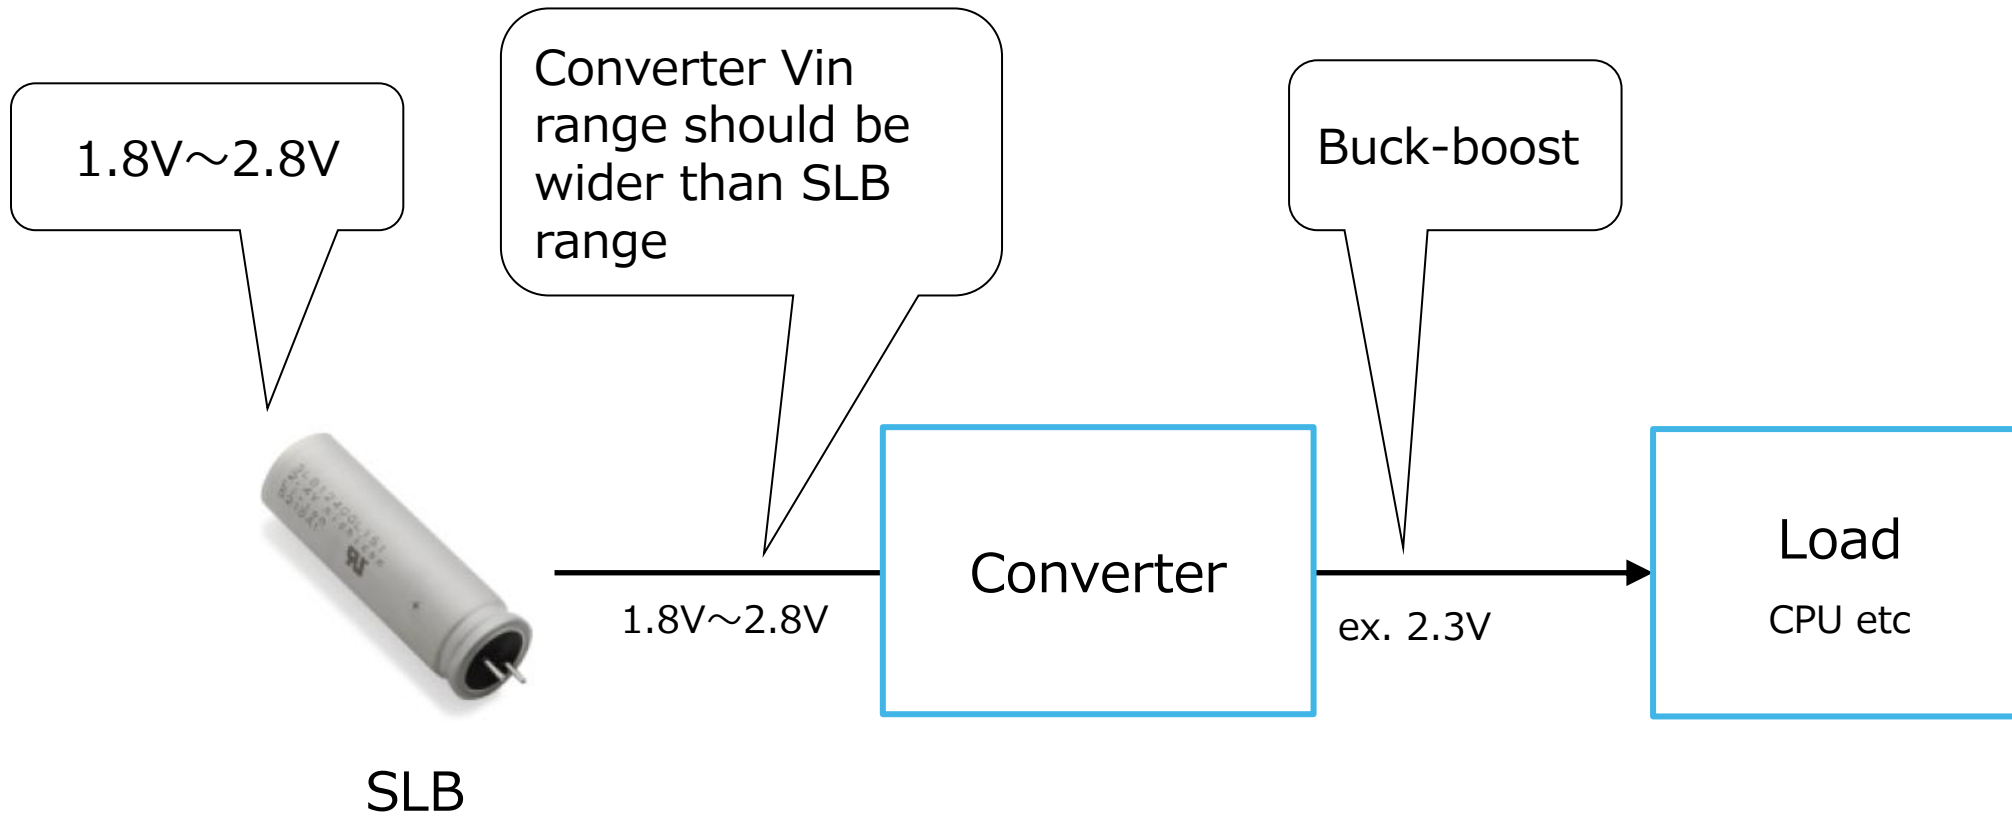 1.8V～2.8V
Converter Vin
range should be
wider than SLB
range
Buck-boost
1.8V～2.8V
Converter
ex. 2.3V
Load
CPU etc
SLB